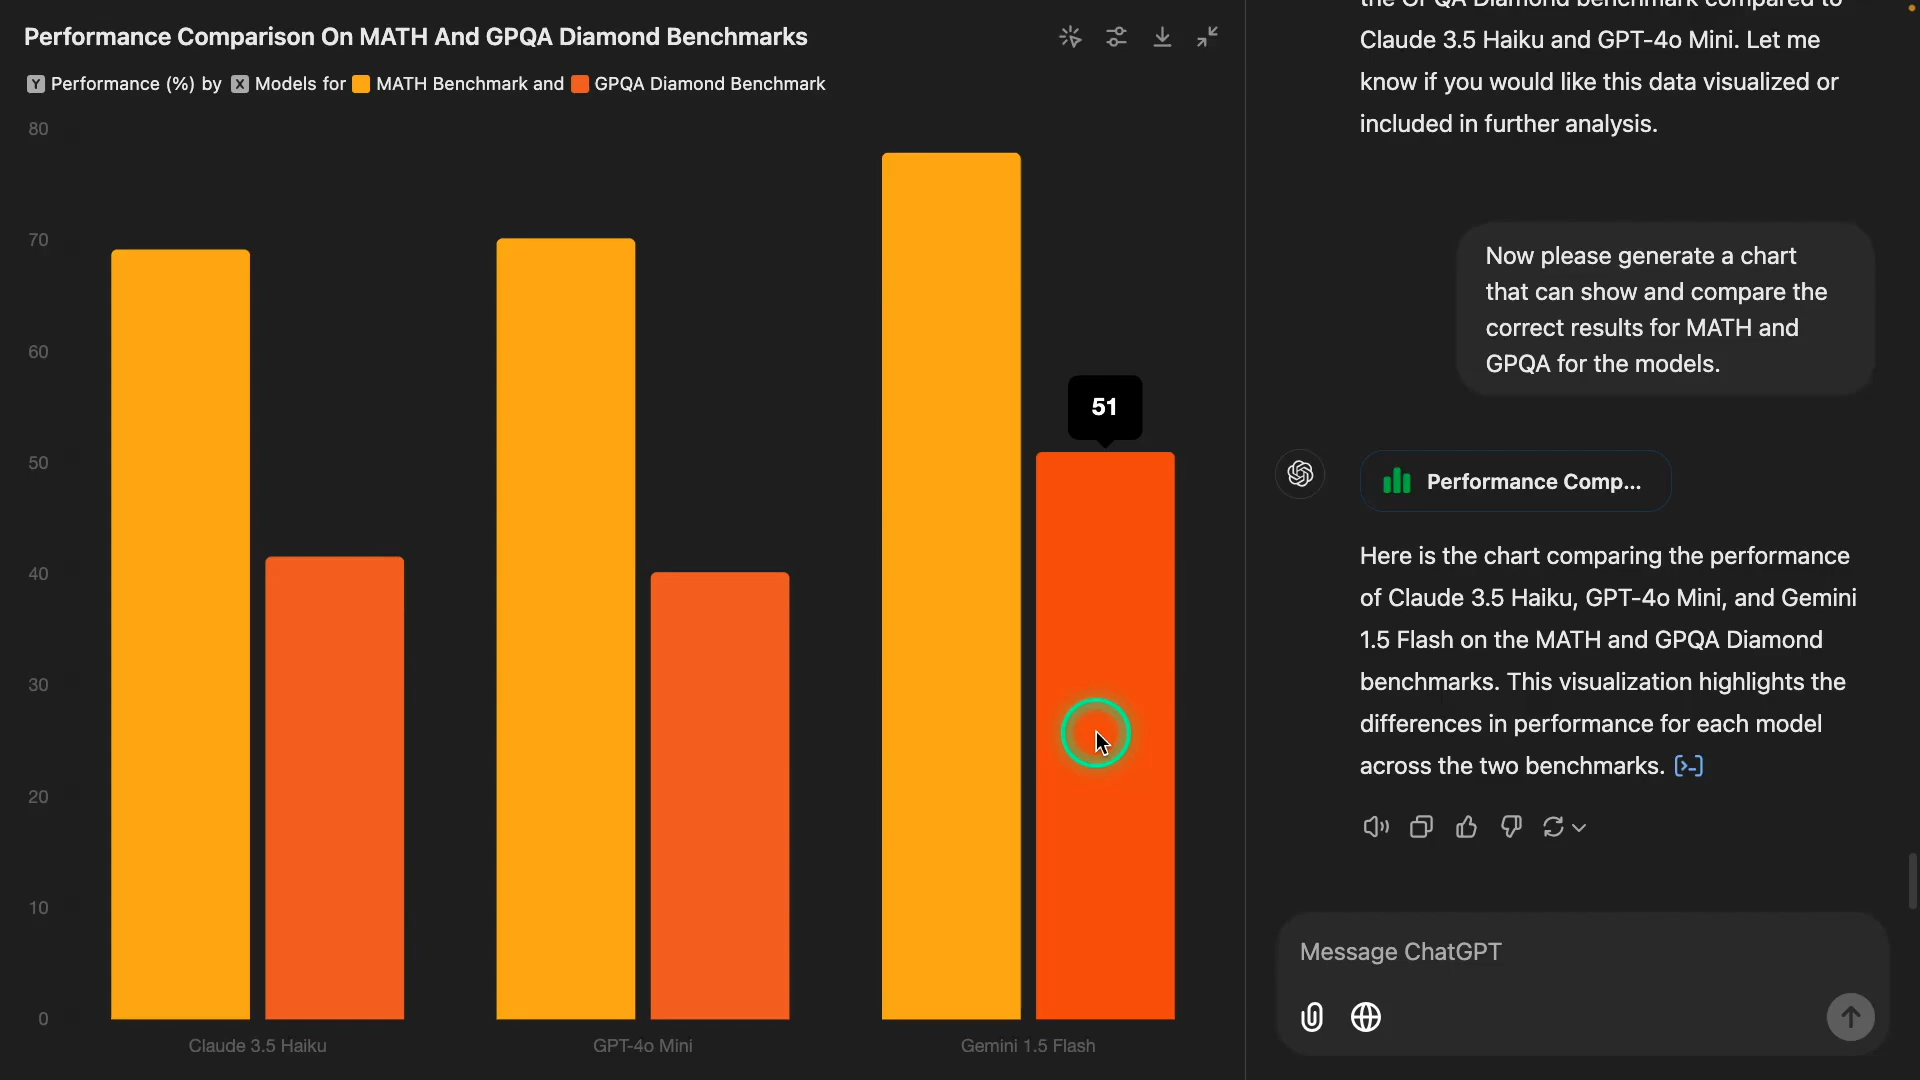 Performance Comparison On MATH And GPQA Diamond Benchmarks
Y Performance (%) by X Models for MATH Benchmark and GPQA Diamond Benchmark
80
70
60
50
40
30
20
10
0
51
Claude 3.5 Haiku
GPT-4o Mini
Gemini 1.5 Flash
the GPQA Diamond benchmark compared to
Claude 3.5 Haiku and GPT-4o Mini. Let me
know if you would like this data visualized or
included in further analysis.
Now please generate a chart
that can show and compare the
correct results for MATH and
GPQA for the models.
Performance Comp...
Here is the chart comparing the performance
of Claude 3.5 Haiku, GPT-4o Mini, and Gemini
1.5 Flash on the MATH and GPQA Diamond
benchmarks. This visualization highlights the
differences in performance for each model
across the two benchmarks. [>-]
Message ChatGPT